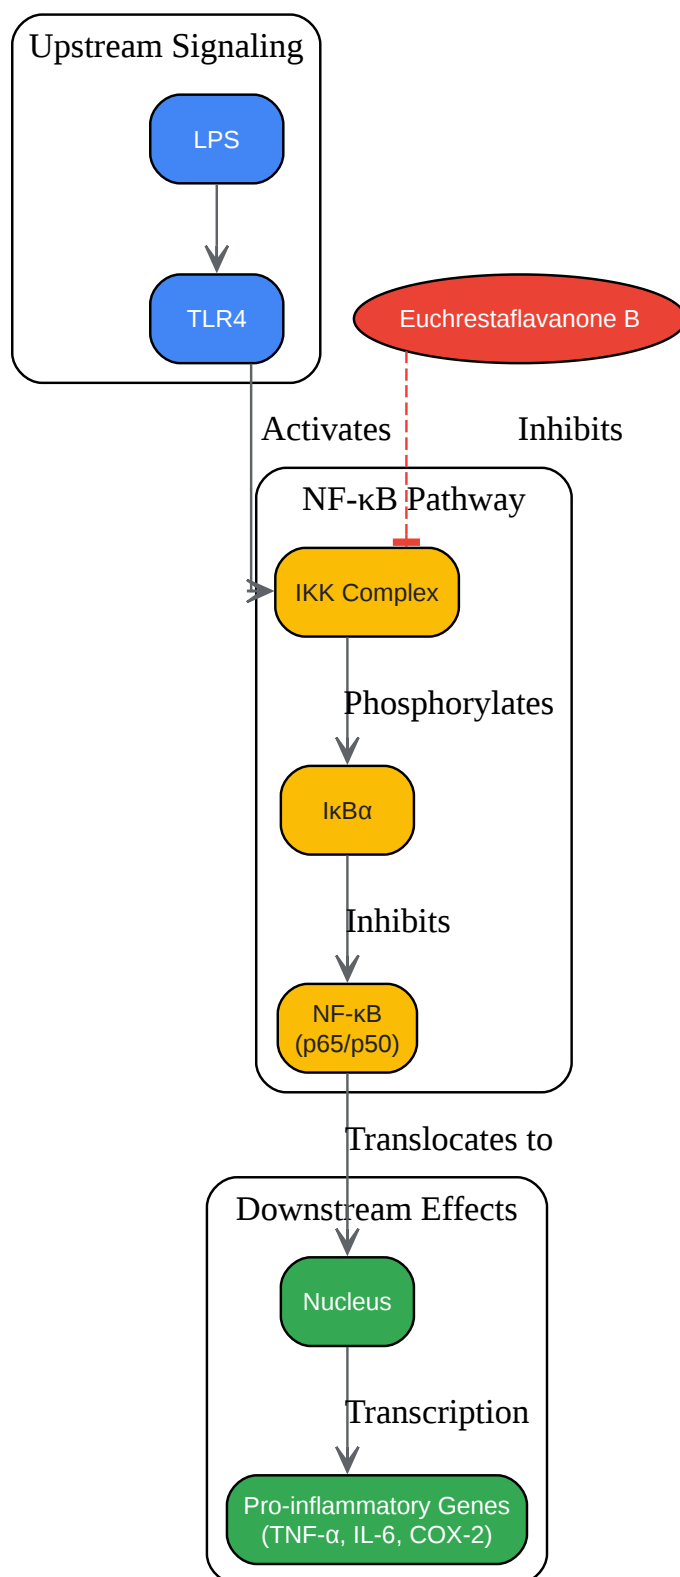 Upstream Signaling
LPS
TLR4
Euchrestaflavanone B
Activates
Inhibits
NF-κB Pathway
IKK Complex
Phosphorylates
IκBα
Inhibits
NF-κB
(p65/p50)
Translocates to
Downstream Effects
Nucleus
Transcription
Pro-inflammatory Genes
(TNF-α, IL-6, COX-2)